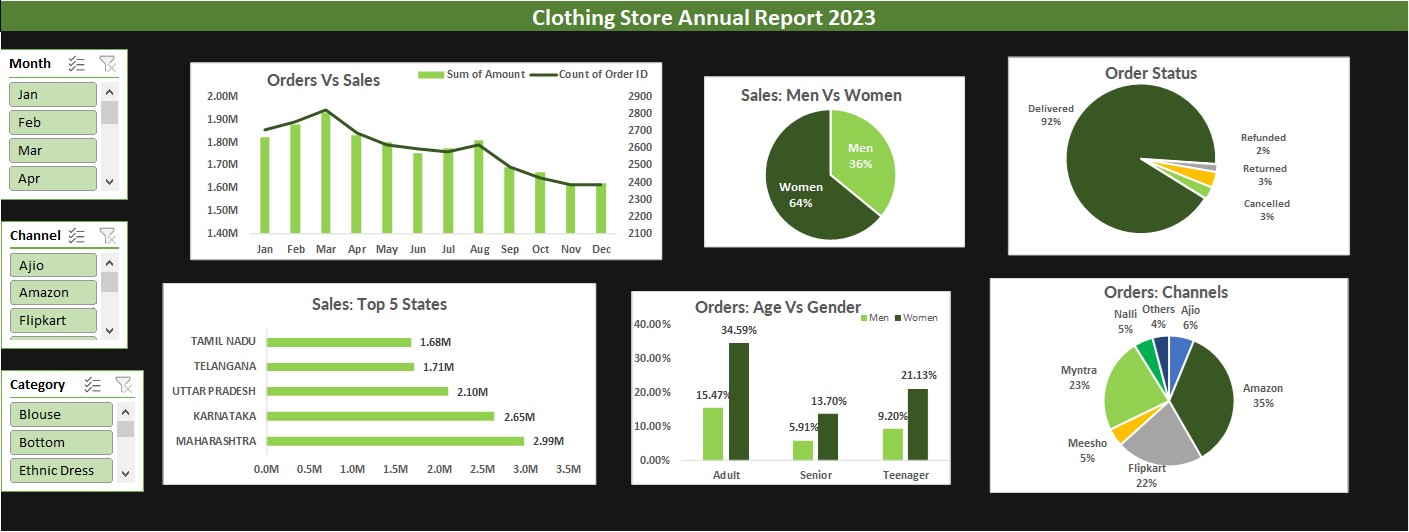 Clothing Store Annual Report 2023
Month
Jan
Feb
Mar
Apr
Channel
Ajio
Amazon
Flipkart
Category
Blouse
Bottom
Ethnic Dress
Orders Vs Sales
Sum of Amount
Count of Order ID
2.00M
1.90M
1.80M
1.70M
1.60M
1.50M
1.40M
2900
2800
2700
2600
2500
2400
2300
2200
2100
Jan Feb Mar Apr May Jun Jul Aug Sep Oct Nov Dec
Sales: Men Vs Women
Men
36%
Women
64%
Order Status
Delivered
92%
Refunded
2%
Returned
3%
Cancelled
3%
Sales: Top 5 States
TAMIL NADU 1.68M
TELANGANA 1.71M
UTTAR PRADESH 2.10M
KARNATAKA 2.65M
MAHARASHTRA 2.99M
0.0M 0.5M 1.0M 1.5M 2.0M 2.5M 3.0M 3.5M
Orders: Age Vs Gender
Men Women
40.00%
30.00%
20.00%
10.00%
0.00%
15.47%
34.59%
5.91%
13.70%
9.20%
21.13%
Adult Senior Teenager
Orders: Channels
Nalli
5%
Others
4%
Ajio
6%
Myntra
23%
Amazon
35%
Meesho
5%
Flipkart
22%